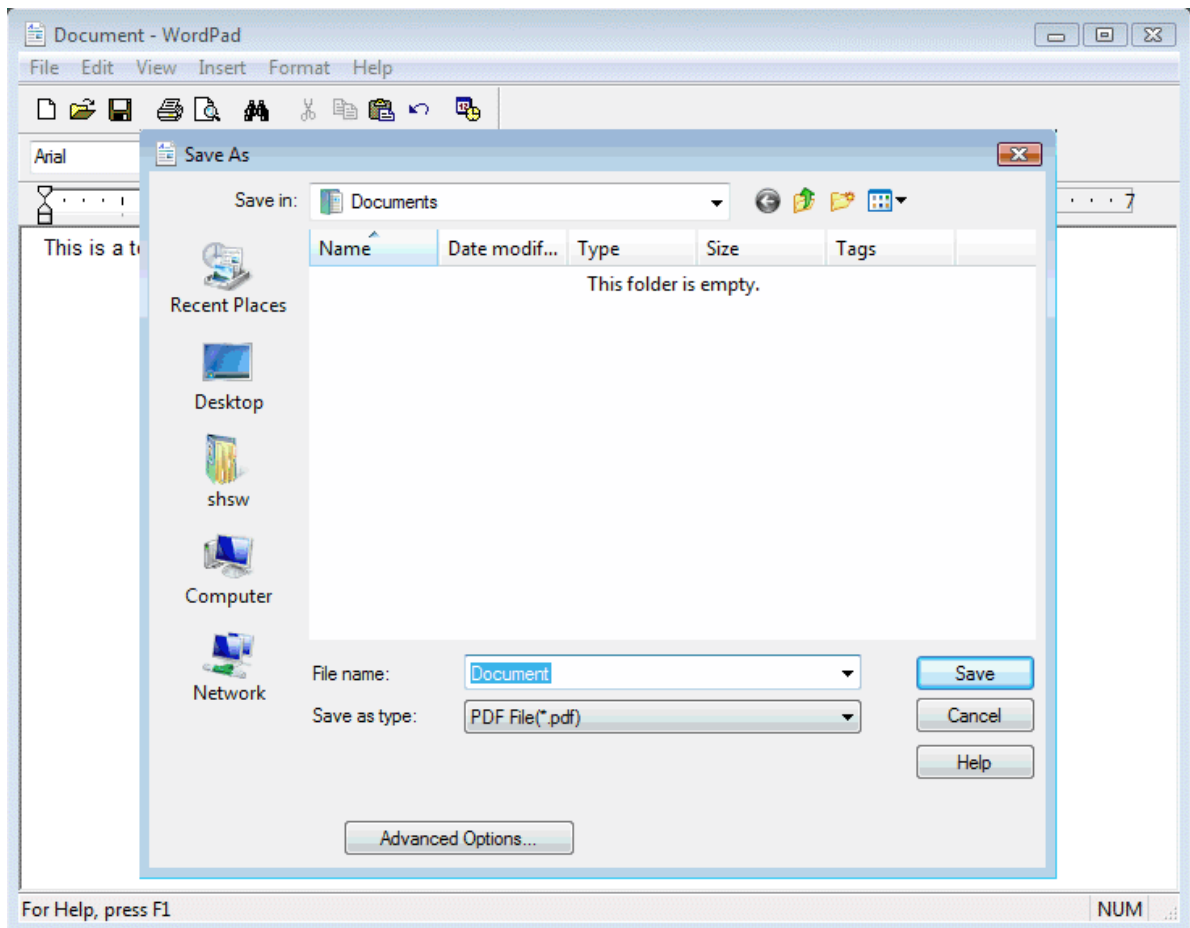 Document - WordPad
File Edit View Insert Format Help
Arial
Save As
Save in: Documents
7
This is a
Name Date modif... Type Size Tags
This folder is empty.
Recent Places
Desktop
shsw
Computer
Network
File name: Document Save
Save as type: PDF File(*.pdf) Cancel
Help
Advanced Options...
For Help, press F1 NUM